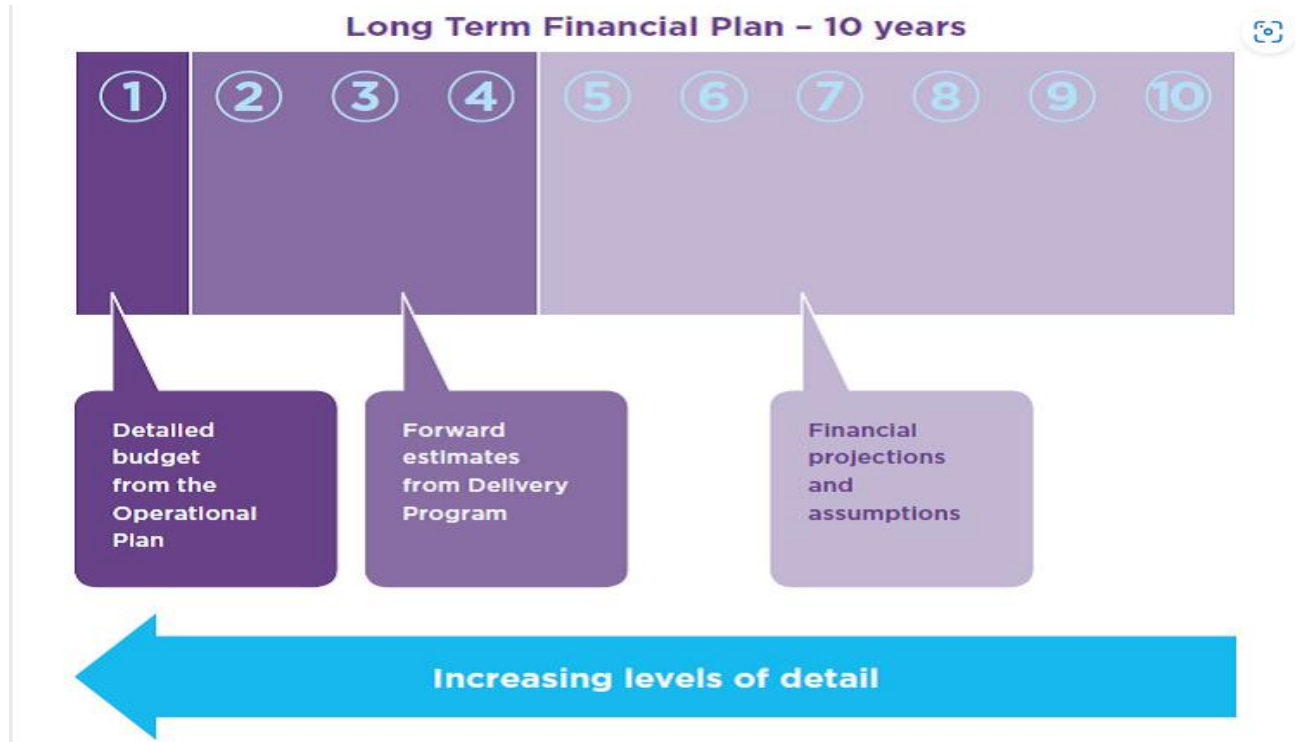 Long Term Financial Plan – 10 years
1 2 3 4 5 6 7 8 9 10
Detailed
budget
from the
Operational
Plan
Forward
estimates
from Delivery
Program
Financial
projections
and
assumptions
Increasing levels of detail